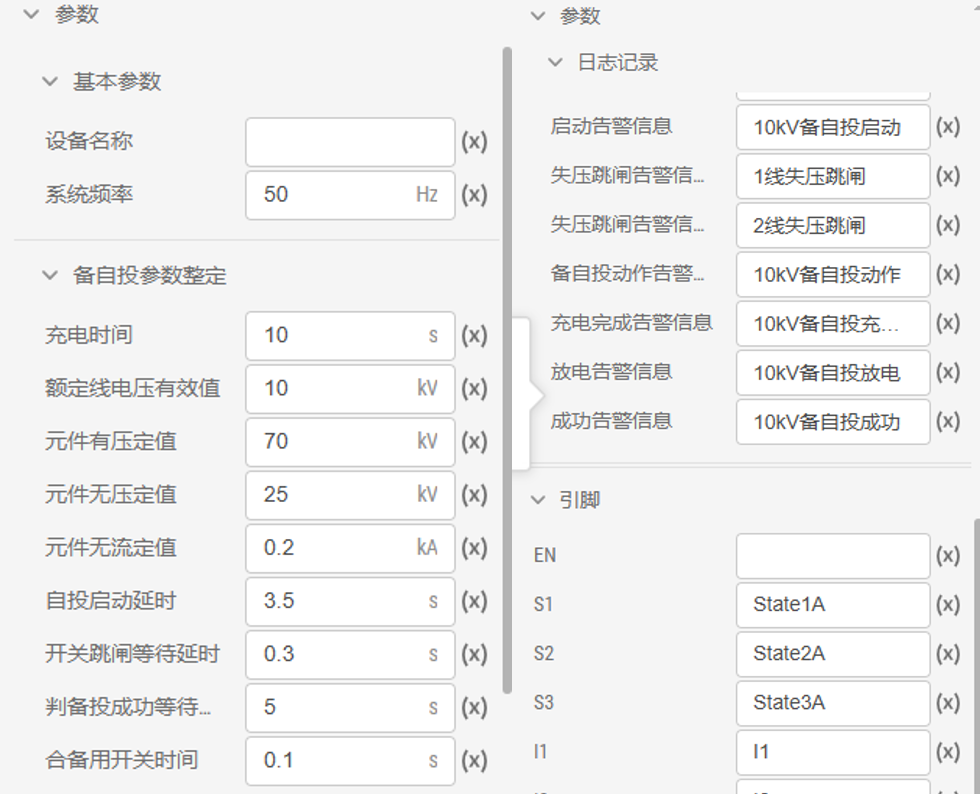 参数
基本参数
设备名称 (x)
系统频率 50 Hz (x)
备自投参数整定
充电时间 10 s (x)
额定线电压有效值 10 kV (x)
元件有压定值 70 kV (x)
元件无压定值 25 kV (x)
元件无流定值 0.2 kA (x)
自投启动延时 3.5 s (x)
开关跳闸等待延时 0.3 s (x)
判备投成功等待... 5 s (x)
合备用开关时间 0.1 s (x)
参数
日志记录
启动告警信息 10kV备自投启动 (x)
失压跳闸告警信... 1线失压跳闸 (x)
失压跳闸告警信... 2线失压跳闸 (x)
备自投动作告警... 10kV备自投动作 (x)
充电完成告警信息 10kV备自投充... (x)
放电告警信息 10kV备自投放电 (x)
成功告警信息 10kV备自投成功 (x)
引脚
EN (x)
S1 State1A (x)
S2 State2A (x)
S3 State3A (x)
I1 I1 (x)